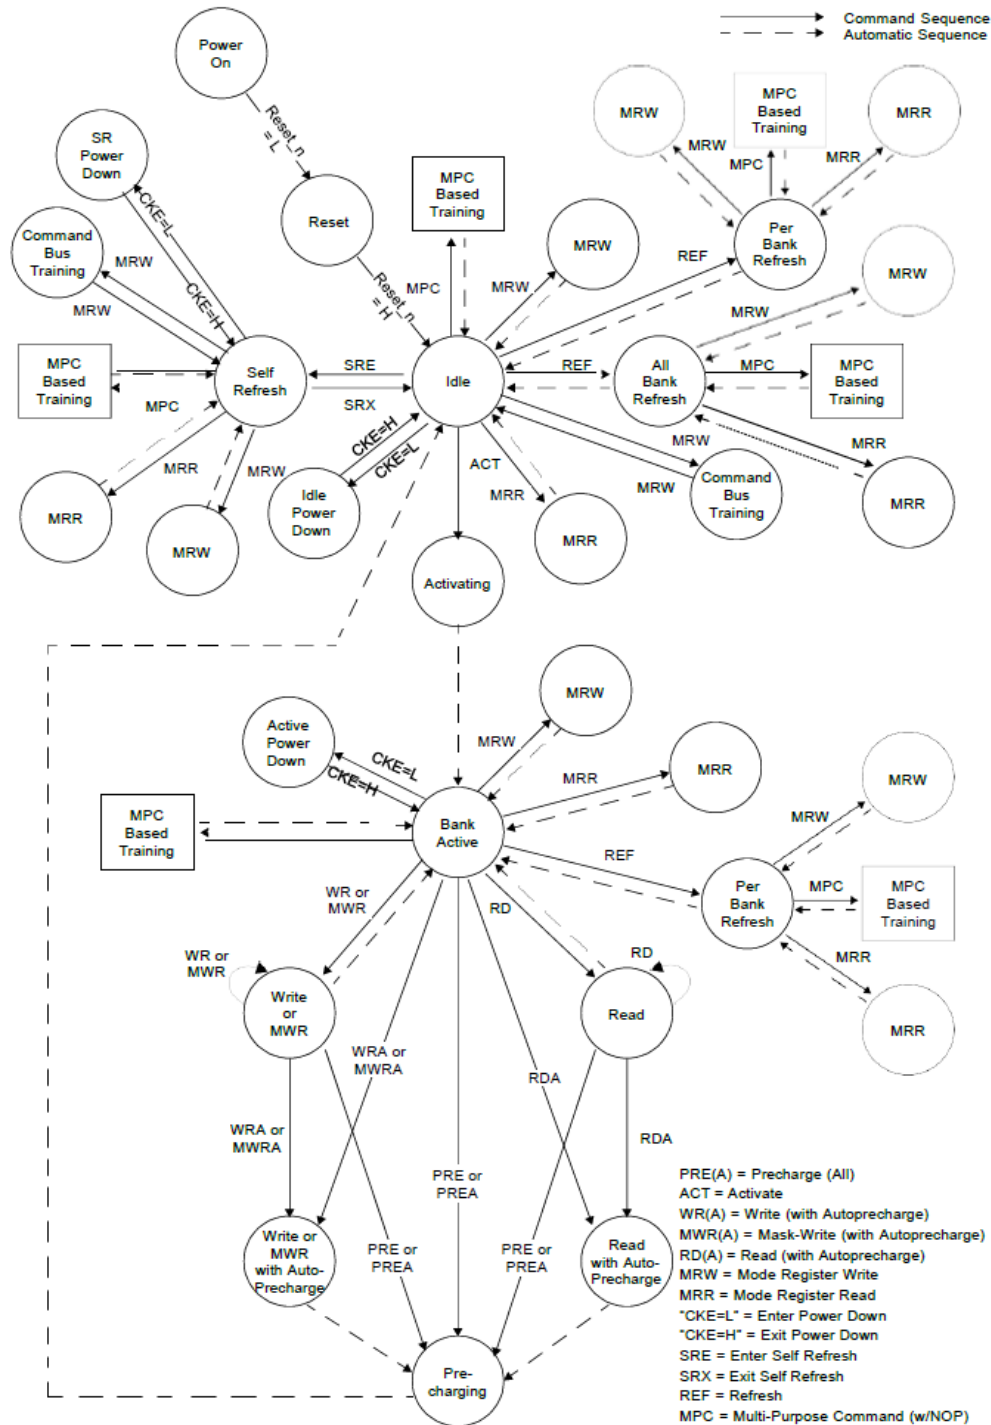 Command Sequence
Automatic Sequence
Power
On
Reset_n
= L
SR
Power
Down
CKE=L
CKE=H
Reset
Reset_n
= H
MPC
Based
Training
MPC
MRW
MRW
MRW
MPC
Based
Training
MRR
MRW
MPC
MRR
Per
Bank
Refresh
REF
Command
Bus
Training
MRW
MRW
MRW
MRW
MPC
Based
Training
MPC
Self
Refresh
SRE
SRX
Idle
REF
All
Bank
Refresh
MPC
MPC
Based
Training
MRR
MRW
MRR
MRW
CKE=H
CKE=L
Idle
Power
Down
ACT
MRR
MRR
MRW
MRW
Command
Bus
Training
MRR
MRR
Activating
MRW
Active
Power
Down
CKE=L
CKE=H
MRW
MRR
MRR
MRW
MRW
MPC
Based
Training
Bank
Active
REF
Per
Bank
Refresh
MPC
MPC
Based
Training
MRR
MRR
WR or
MWR
RD
WR or
MWR
RD
Write
or
MWR
Read
WRA or
MWRA
RDA
WRA or
MWRA
RDA
PRE or
PREA
PRE or
PREA
PRE or
PREA
Write or
MWR
with Auto-
Precharge
Read
with Auto-
Precharge
Pre-
charging
PRE(A) = Precharge (All)
ACT = Activate
WR(A) = Write (with Autoprecharge)
MWR(A) = Mask-Write (with Autoprecharge)
RD(A) = Read (with Autoprecharge)
MRW = Mode Register Write
MRR = Mode Register Read
"CKE=L" = Enter Power Down
"CKE=H" = Exit Power Down
SRE = Enter Self Refresh
SRX = Exit Self Refresh
REF = Refresh
MPC = Multi-Purpose Command (w/NOP)